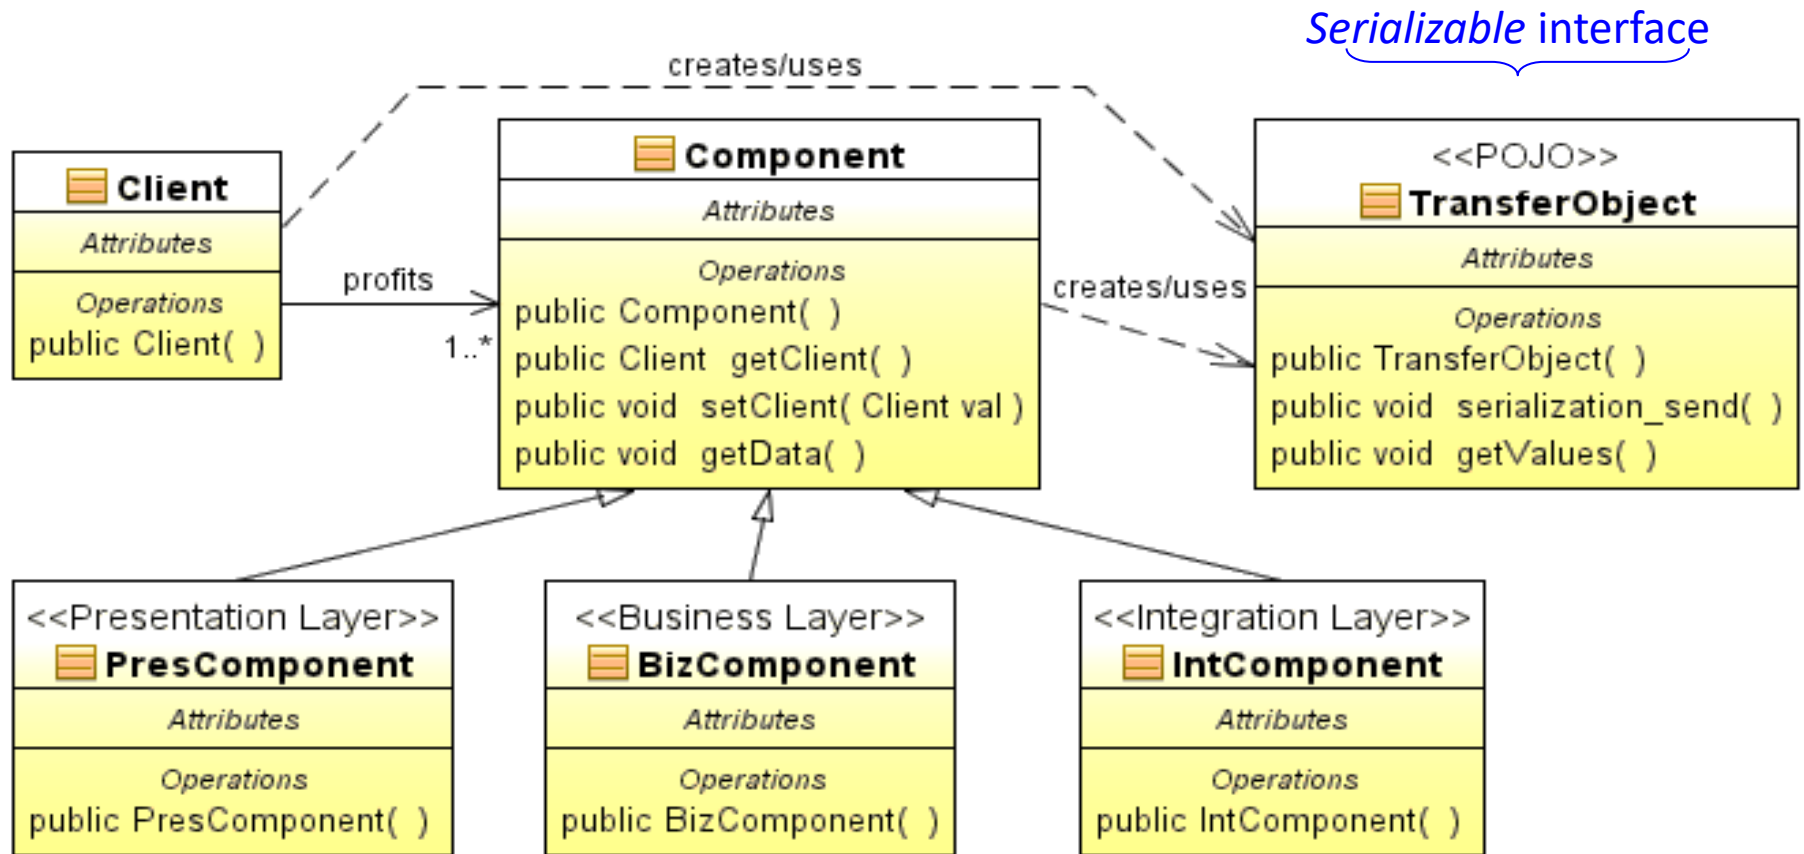 Serializable interface
creates/uses
Client
Attributes
Operations
public Client( )
profits
1..*
Component
Attributes
Operations
public Component( )
public Client getClient( )
public void setClient( Client val )
public void getData( )
creates/uses
<<POJO>>
TransferObject
Attributes
Operations
public TransferObject( )
public void serialization_send( )
public void getValues( )
<<Presentation Layer>>
PresComponent
Attributes
Operations
public PresComponent( )
<<Business Layer>>
BizComponent
Attributes
Operations
public BizComponent( )
<<Integration Layer>>
IntComponent
Attributes
Operations
public IntComponent( )